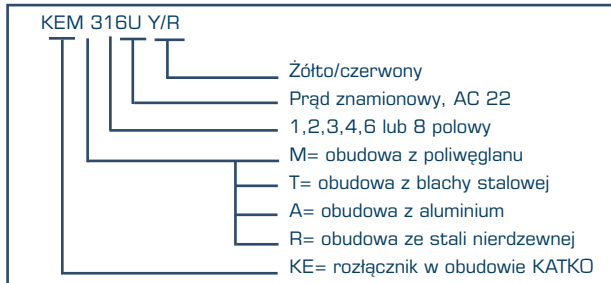 KEM 316U Y/R
Żółto/czerwony
Prąd znamionowy, AC 22
1,2,3,4,6 lub 8 polowy
M= obudowa z poliwęglanu
T= obudowa z blachy stalowej
A= obudowa z aluminium
R= obudowa ze stali nierdzewnej
KE= rozłącznik w obudowie KATKO